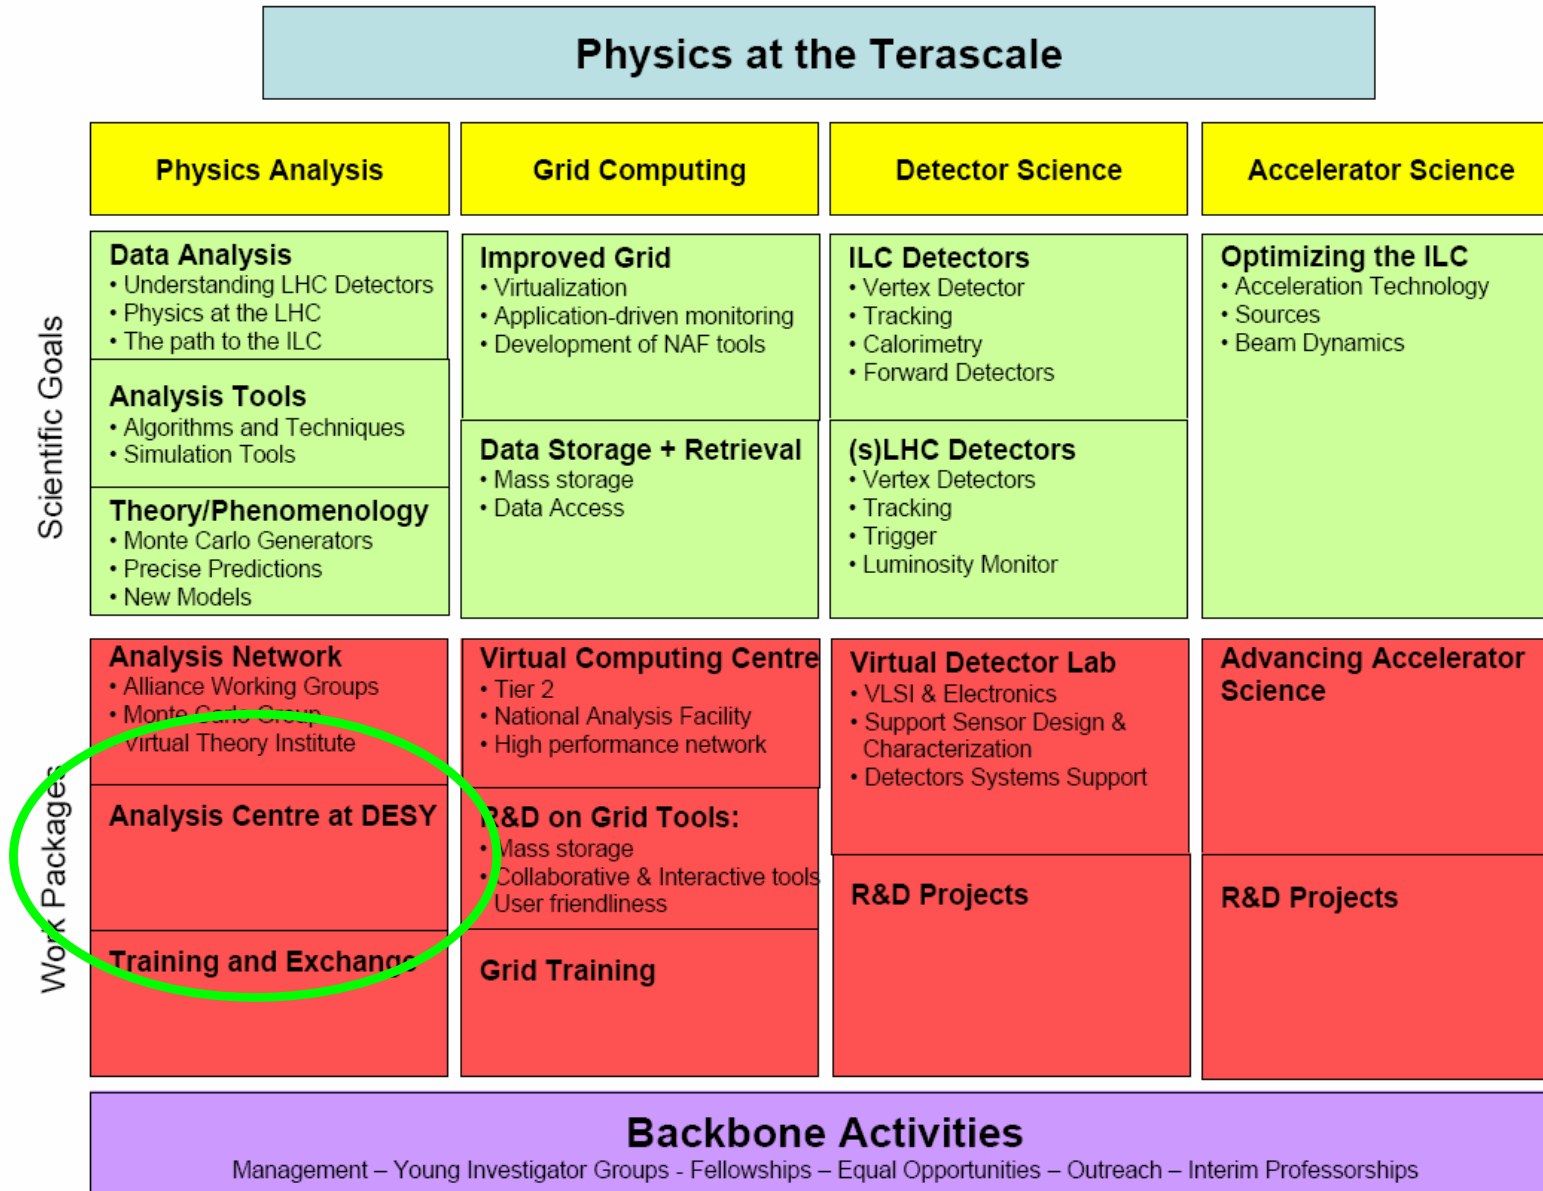 Physics at the Terascale
Physics Analysis
Grid Computing
Detector Science
Accelerator Science
Scientific Goals
Data Analysis
• Understanding LHC Detectors
• Physics at the LHC
• The path to the ILC
Analysis Tools
• Algorithms and Techniques
• Simulation Tools
Theory/Phenomenology
• Monte Carlo Generators
• Precise Predictions
• New Models
Improved Grid
• Virtualization
• Application-driven monitoring
• Development of NAF tools
Data Storage + Retrieval
• Mass storage
• Data Access
ILC Detectors
• Vertex Detector
• Tracking
• Calorimetry
• Forward Detectors
(s)LHC Detectors
• Vertex Detectors
• Tracking
• Trigger
• Luminosity Monitor
Optimizing the ILC
• Acceleration Technology
• Sources
• Beam Dynamics
Work Packages
Analysis Network
• Alliance Working Groups
• Monte Carlo Group
Virtual Theory Institute
Analysis Centre at DESY
Training and Exchange
Virtual Computing Centre
• Tier 2
• National Analysis Facility
• High performance network
R&D on Grid Tools:
• Mass storage
• Collaborative & Interactive tools
User friendliness
Grid Training
Virtual Detector Lab
• VLSI & Electronics
• Support Sensor Design &
Characterization
• Detectors Systems Support
R&D Projects
Advancing Accelerator
Science
R&D Projects
Backbone Activities
Management – Young Investigator Groups - Fellowships – Equal Opportunities – Outreach – Interim Professorships